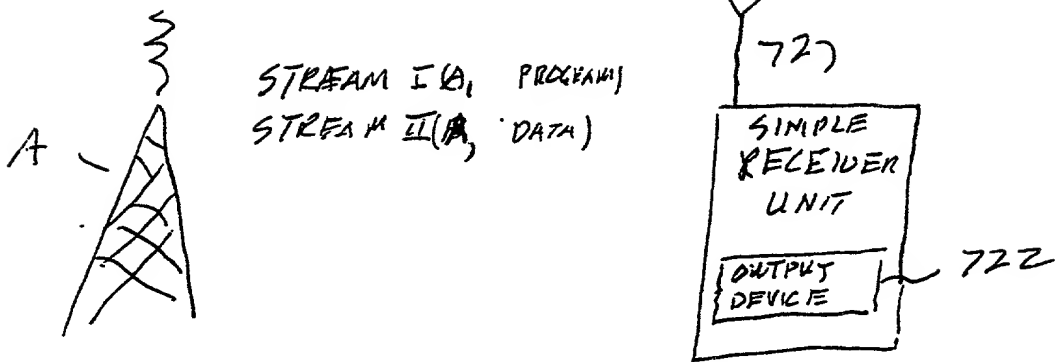 A
STREAM I (A, PROGRAM)
STREAM II (A, DATA)
727
SIMPLE
RECEIVER
UNIT
OUTPUT
DEVICE
722